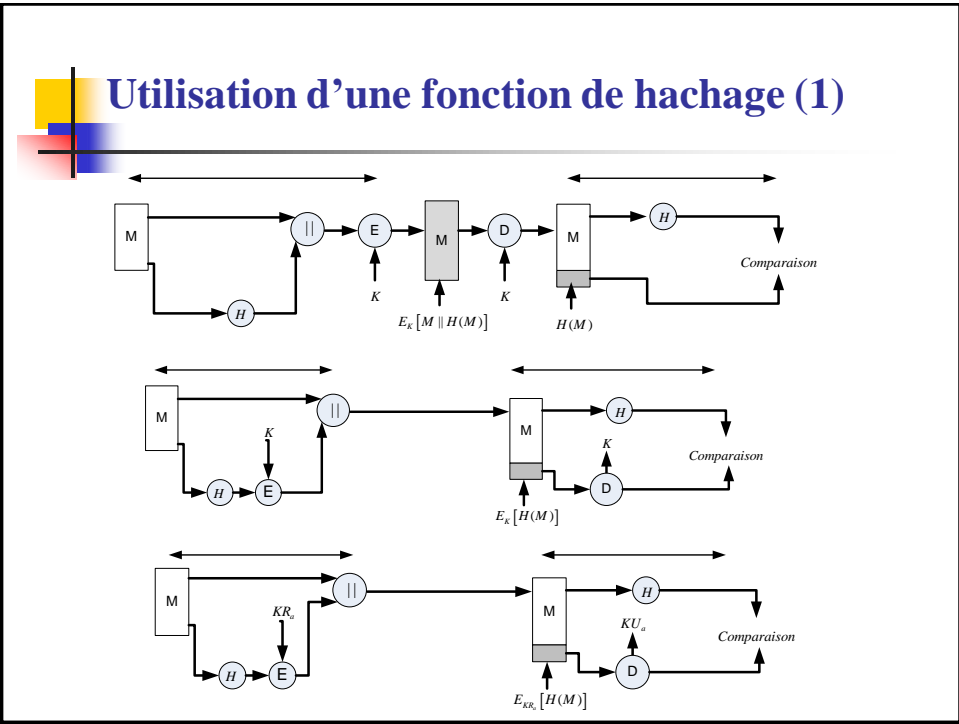 Utilisation d'une fonction de hachage (1)
M
||
E
M
D
M
H
Comparaison
K
K
H
E_K [M || H(M)]
H(M)
M
||
M
H
K
K
Comparaison
H
E
D
E_K [H(M)]
M
||
M
H
KR_a
KU_a
Comparaison
H
E
D
E_{KR_a} [H(M)]